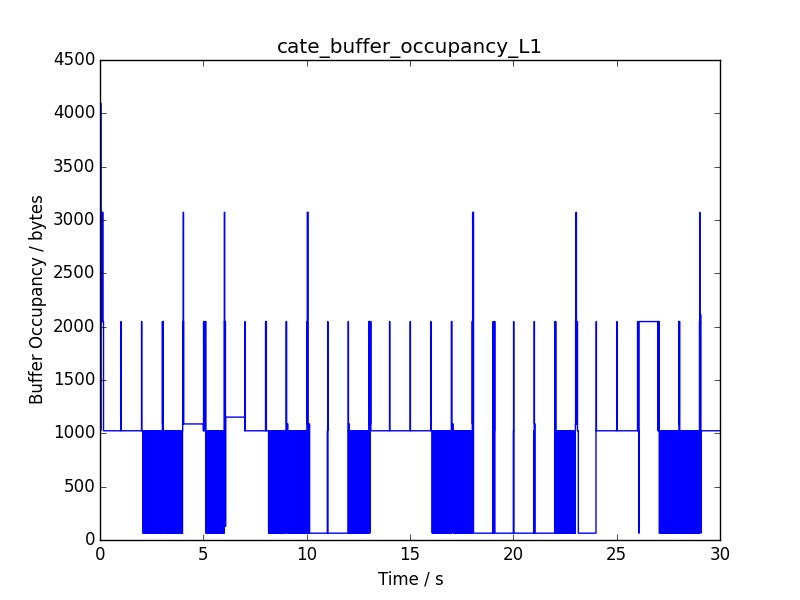 cate_buffer_occupancy_L1
4500
4000
3500
3000
2500
2000
1500
1000
500
0
Buffer Occupancy / bytes
0 5 10 15 20 25 30
Time / s